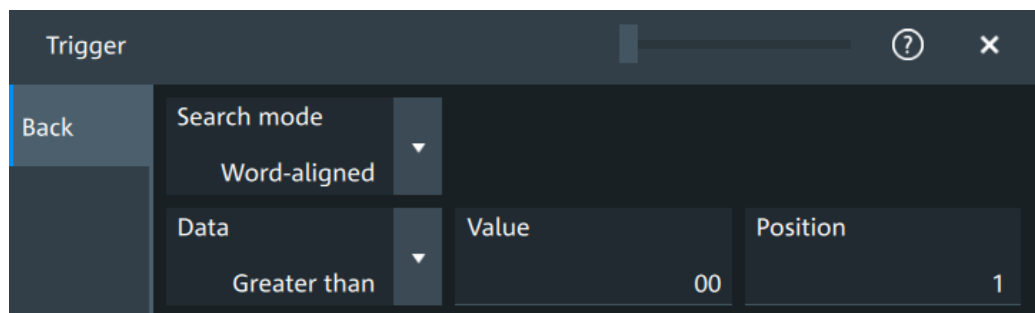 Trigger
?
Back
Search mode
Word-aligned
Data
Greater than
Value
00
Position
1